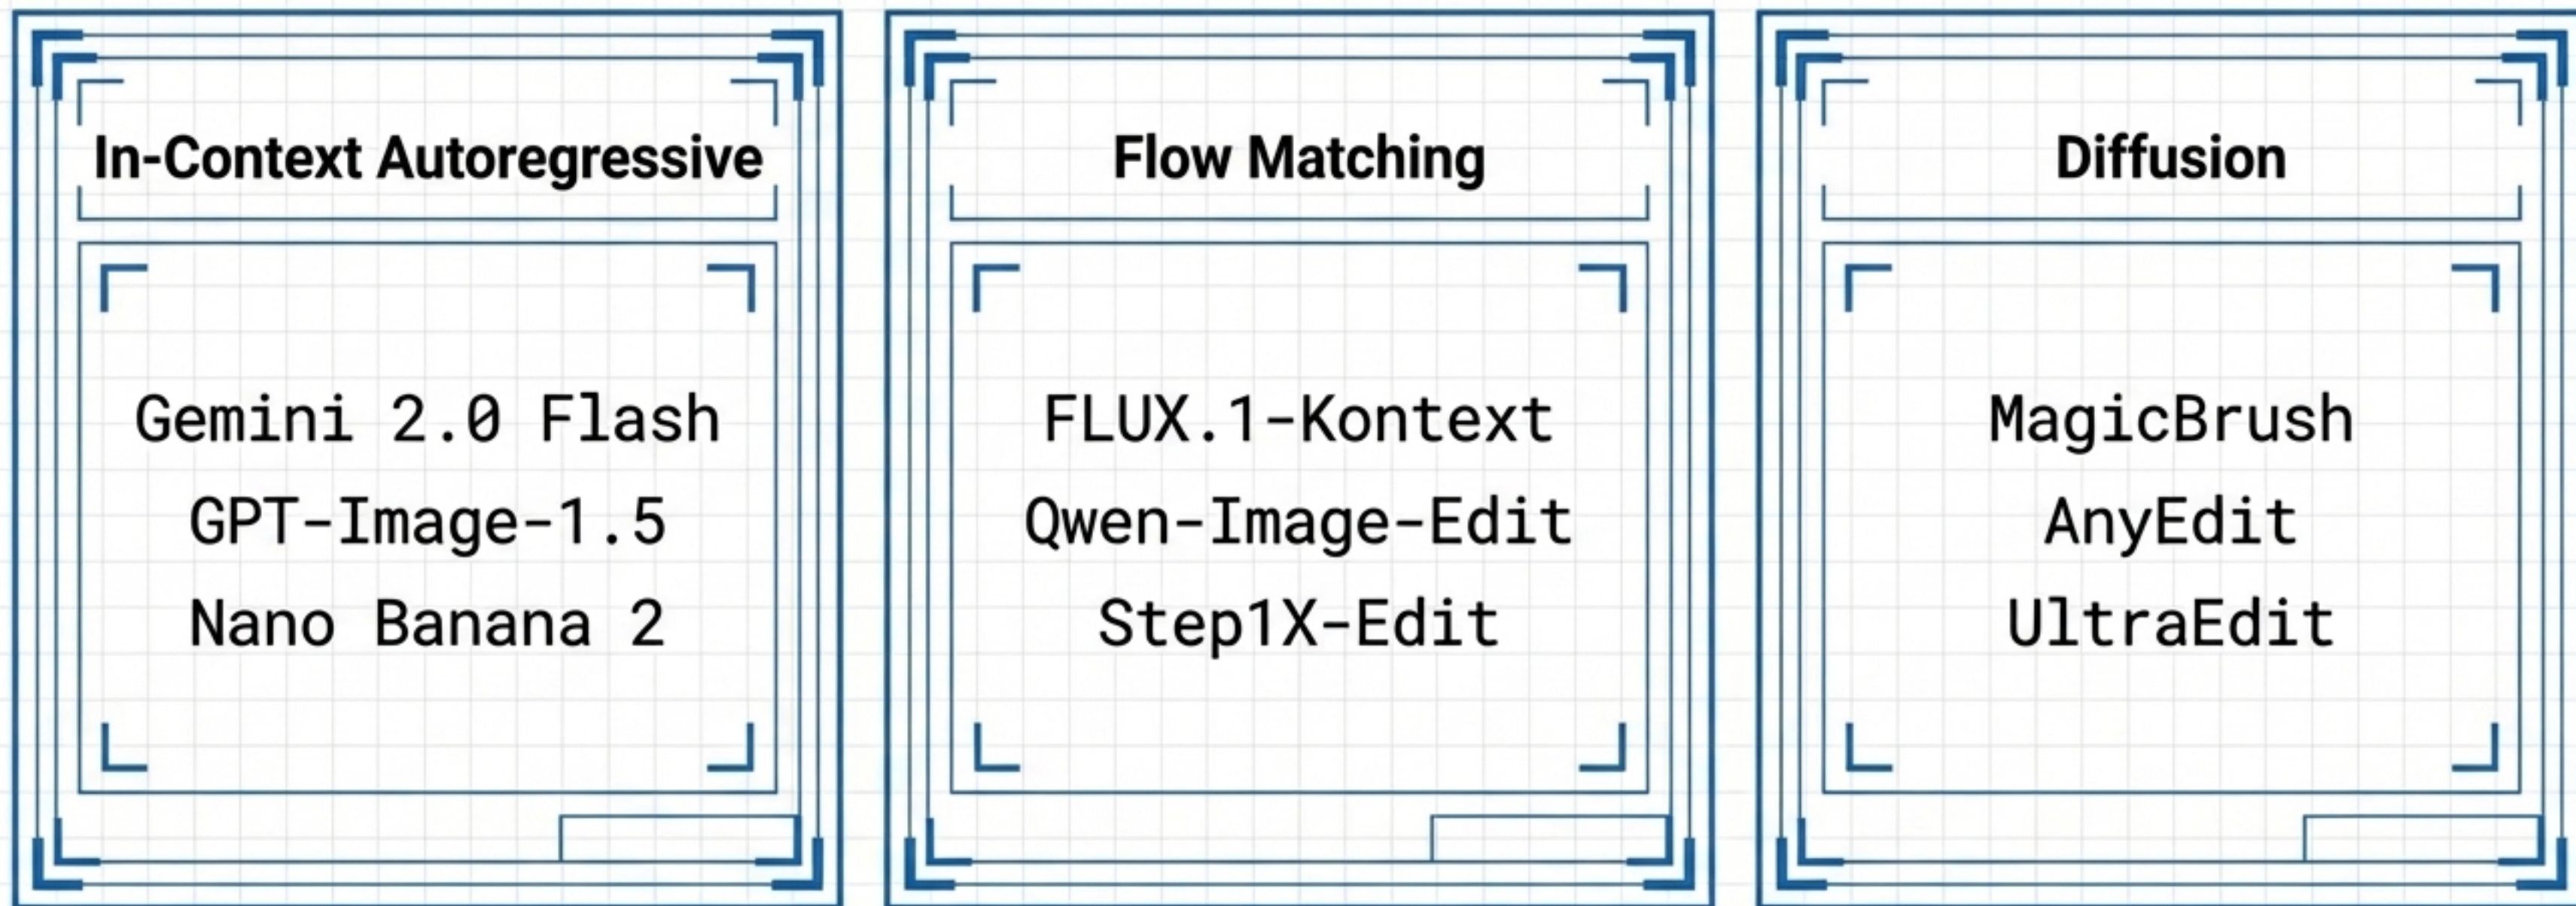 In-Context Autoregressive
Gemini 2.0 Flash
GPT-Image-1.5
Nano Banana 2
Flow Matching
FLUX.1-Kontext
Qwen-Image-Edit
Step1X-Edit
Diffusion
MagicBrush
AnyEdit
UltraEdit